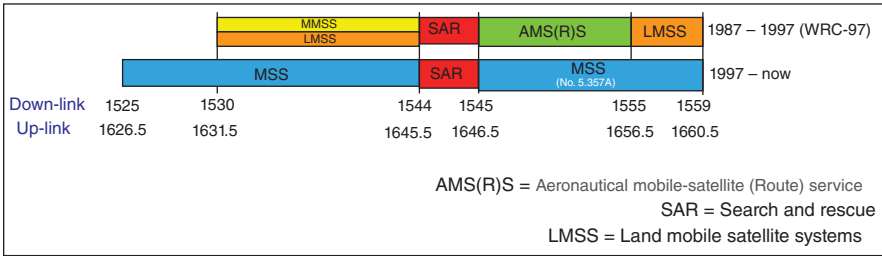 MMSS
LMSS
SAR
AMS(R)S
LMSS
1987 – 1997 (WRC-97)
MSS
SAR
MSS
(No. 5.357A)
1997 – now
Down-link 1525 1530 1544 1545 1555 1559
Up-link 1626.5 1631.5 1645.5 1646.5 1656.5 1660.5
AMS(R)S = Aeronautical mobile-satellite (Route) service
SAR = Search and rescue
LMSS = Land mobile satellite systems